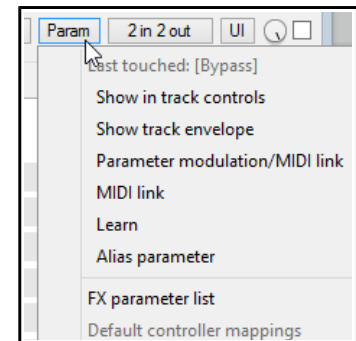 Param 2 in 2 out UI
Last touched: [Bypass]
Show in track controls
Show track envelope
Parameter modulation/MIDI link
MIDI link
Learn
Alias parameter
FX parameter list
Default controller mappings